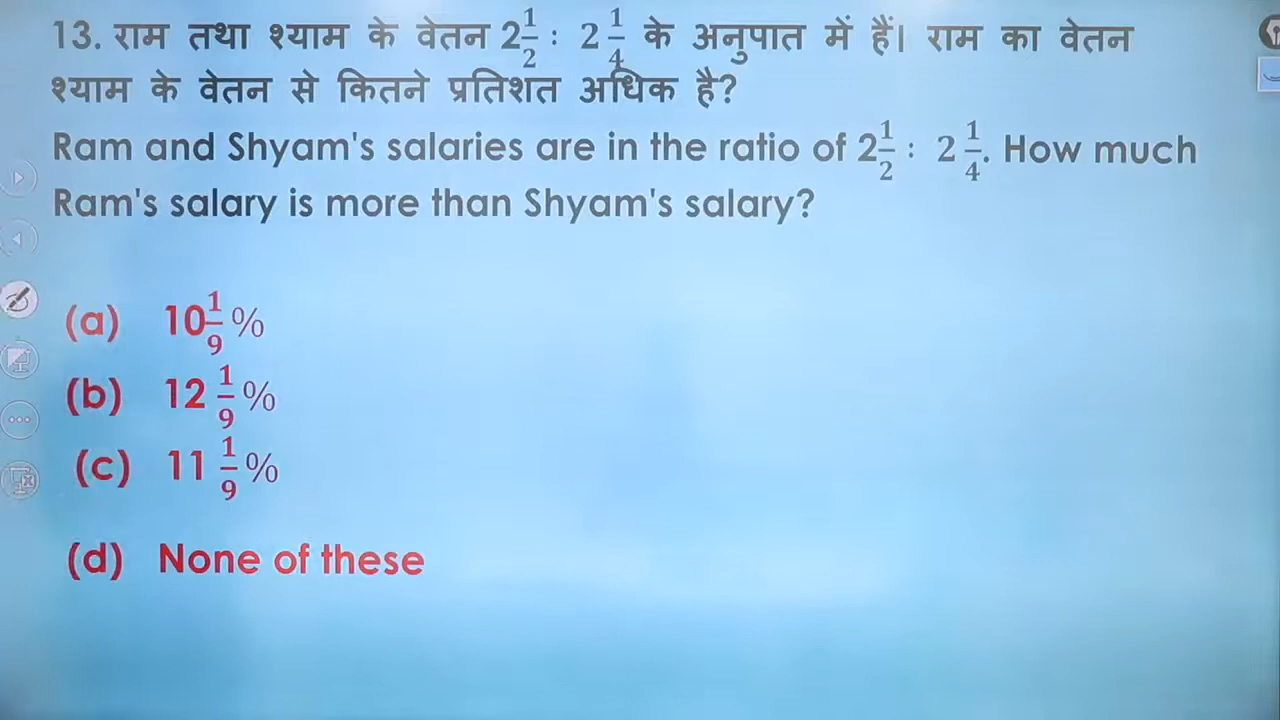 13. राम तथा श्याम के वेतन 2½ : 2¼ के अनुपात में हैं। राम का वेतन
श्याम के वेतन से कितने प्रतिशत अधिक है?
Ram and Shyam's salaries are in the ratio of 2½ : 2¼. How much
Ram's salary is more than Shyam's salary?
(a) 10 1/9 %
(b) 12 1/9 %
(c) 11 1/9 %
(d) None of these